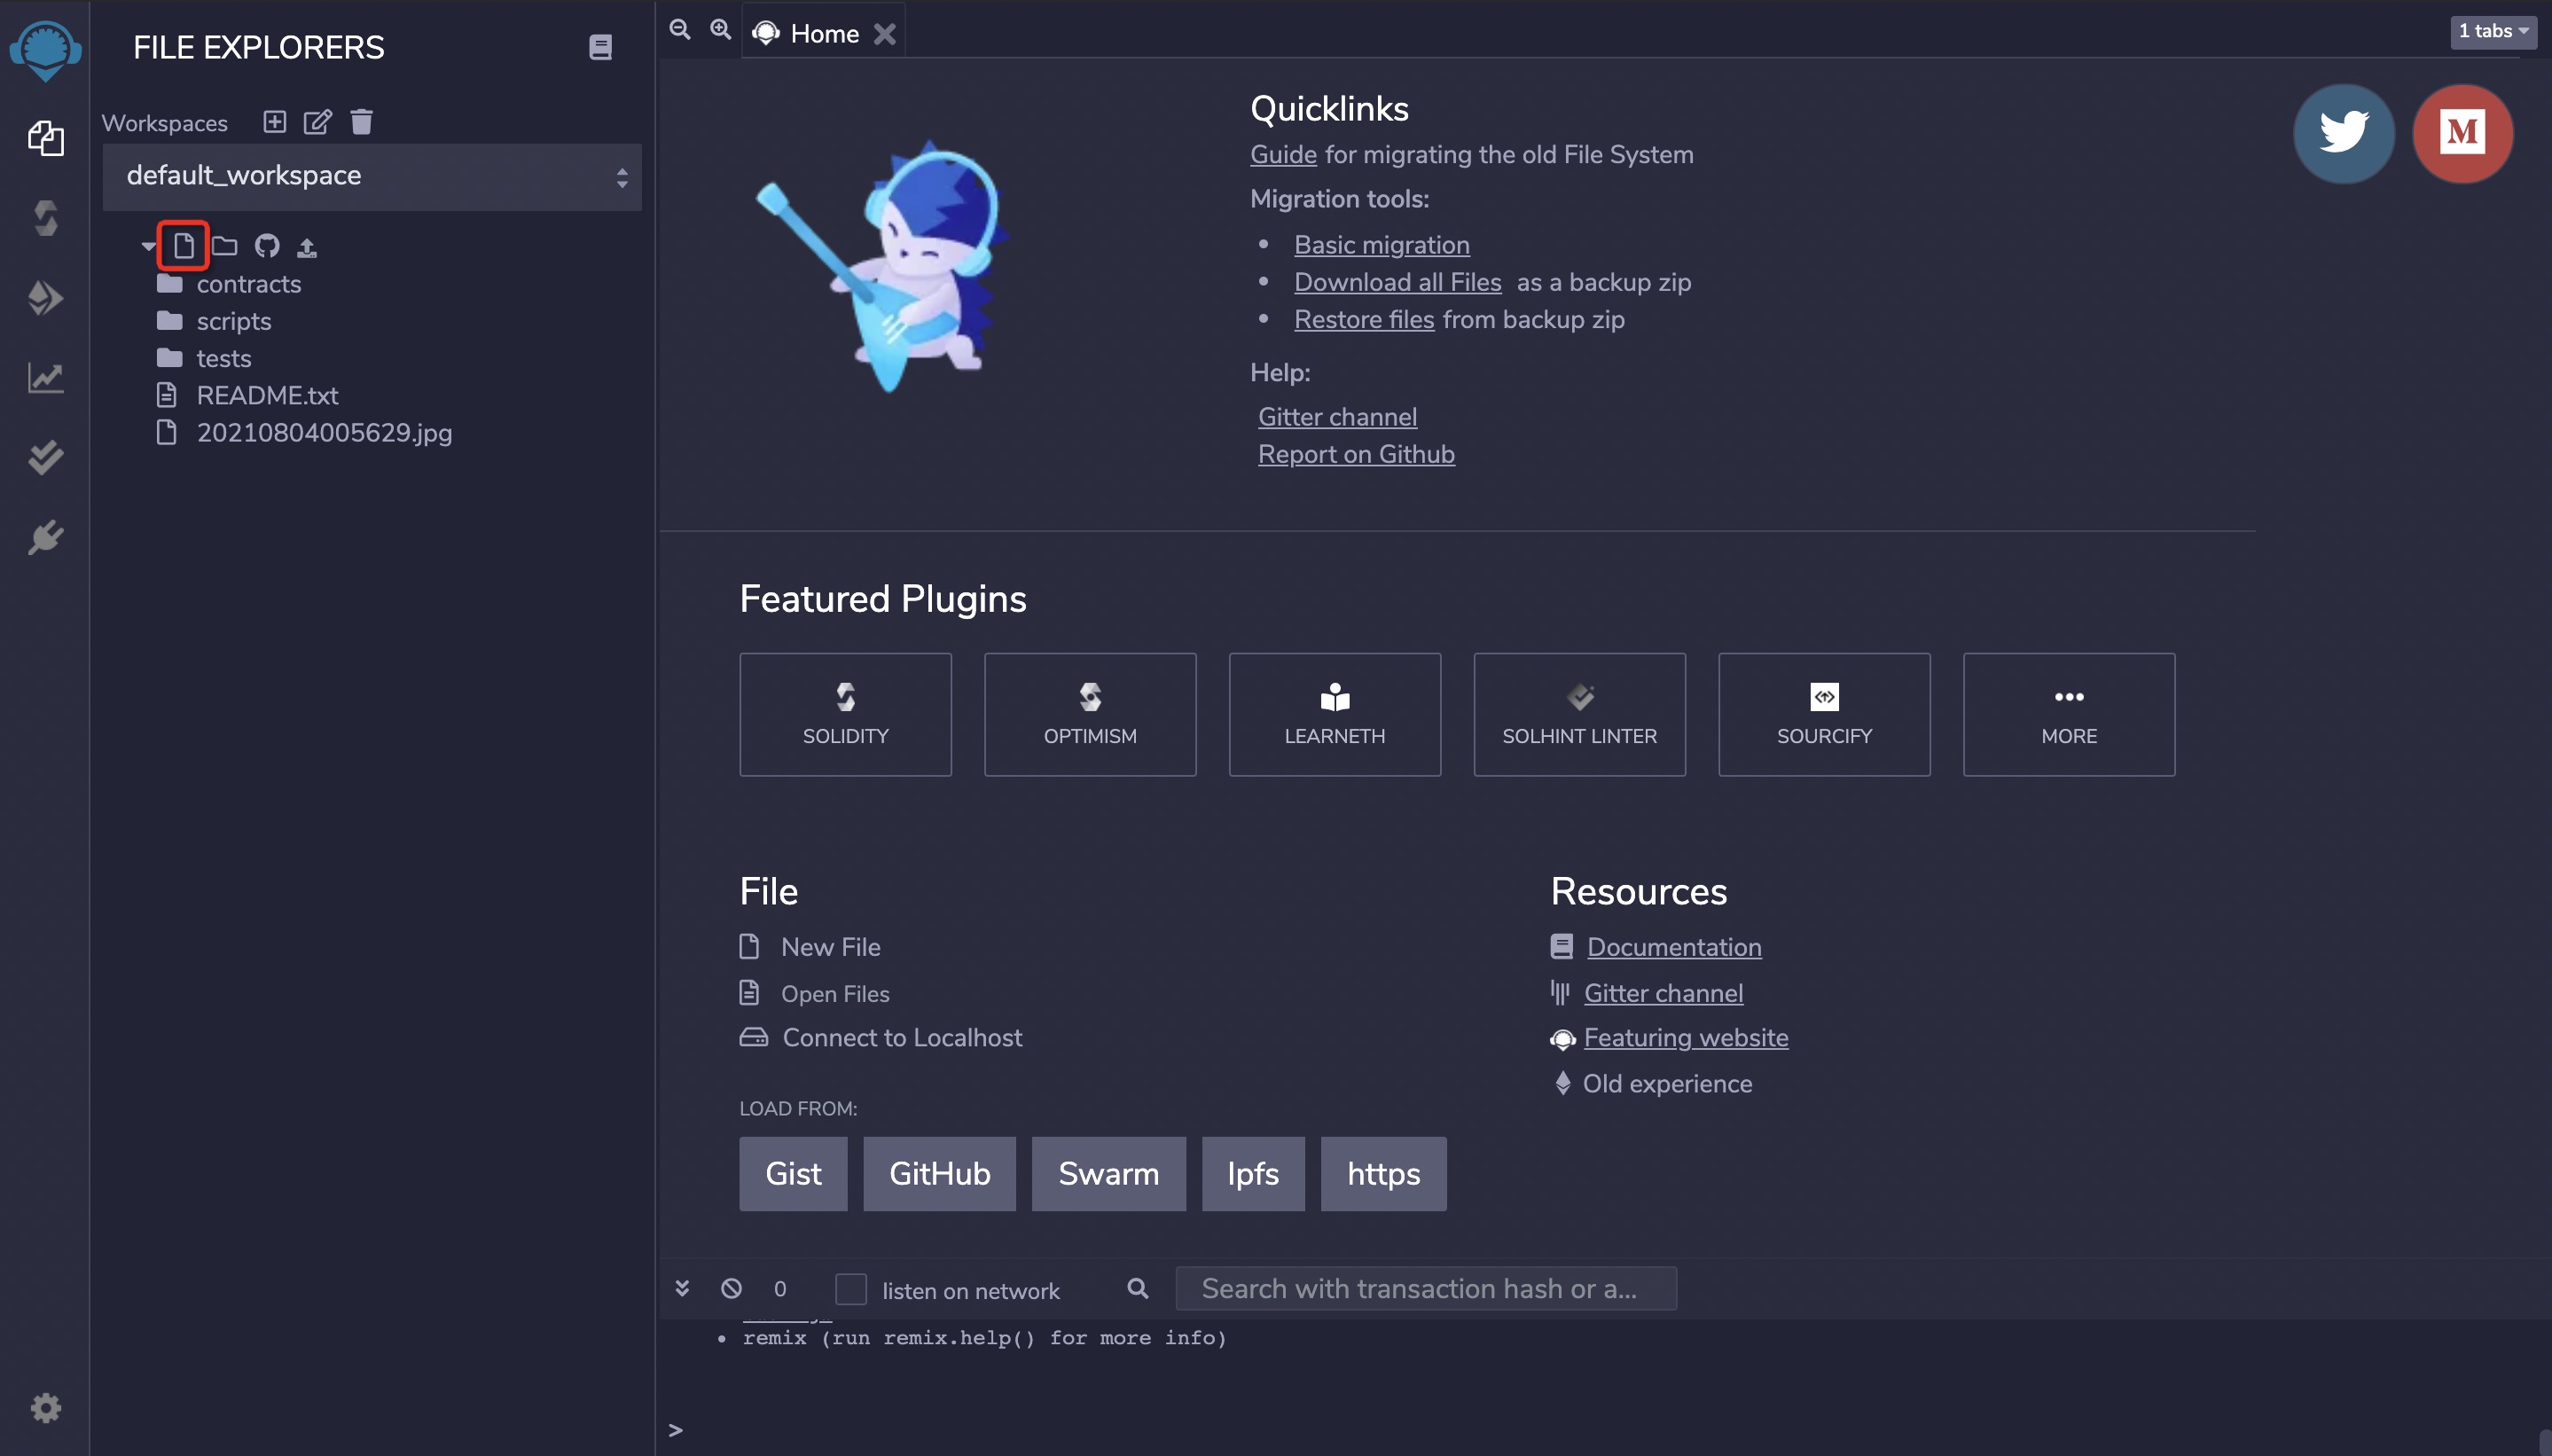 FILE EXPLORERS
Workspaces
default_workspace
contracts
scripts
tests
README.txt
20210804005629.jpg
Home
1 tabs
Quicklinks
Guide for migrating the old File System
Migration tools:
• Basic migration
• Download all Files as a backup zip
• Restore files from backup zip
Help:
Gitter channel
Report on Github
M
Featured Plugins
SOLIDITY
OPTIMISM
LEARNETH
SOLHINT LINTER
SOURCIFY
MORE
File
New File
Open Files
Connect to Localhost
LOAD FROM:
Gist
GitHub
Swarm
Ipfs
https
Resources
Documentation
Gitter channel
Featuring website
Old experience
0
listen on network
Search with transaction hash or a...
• remix (run remix.help() for more info)
>